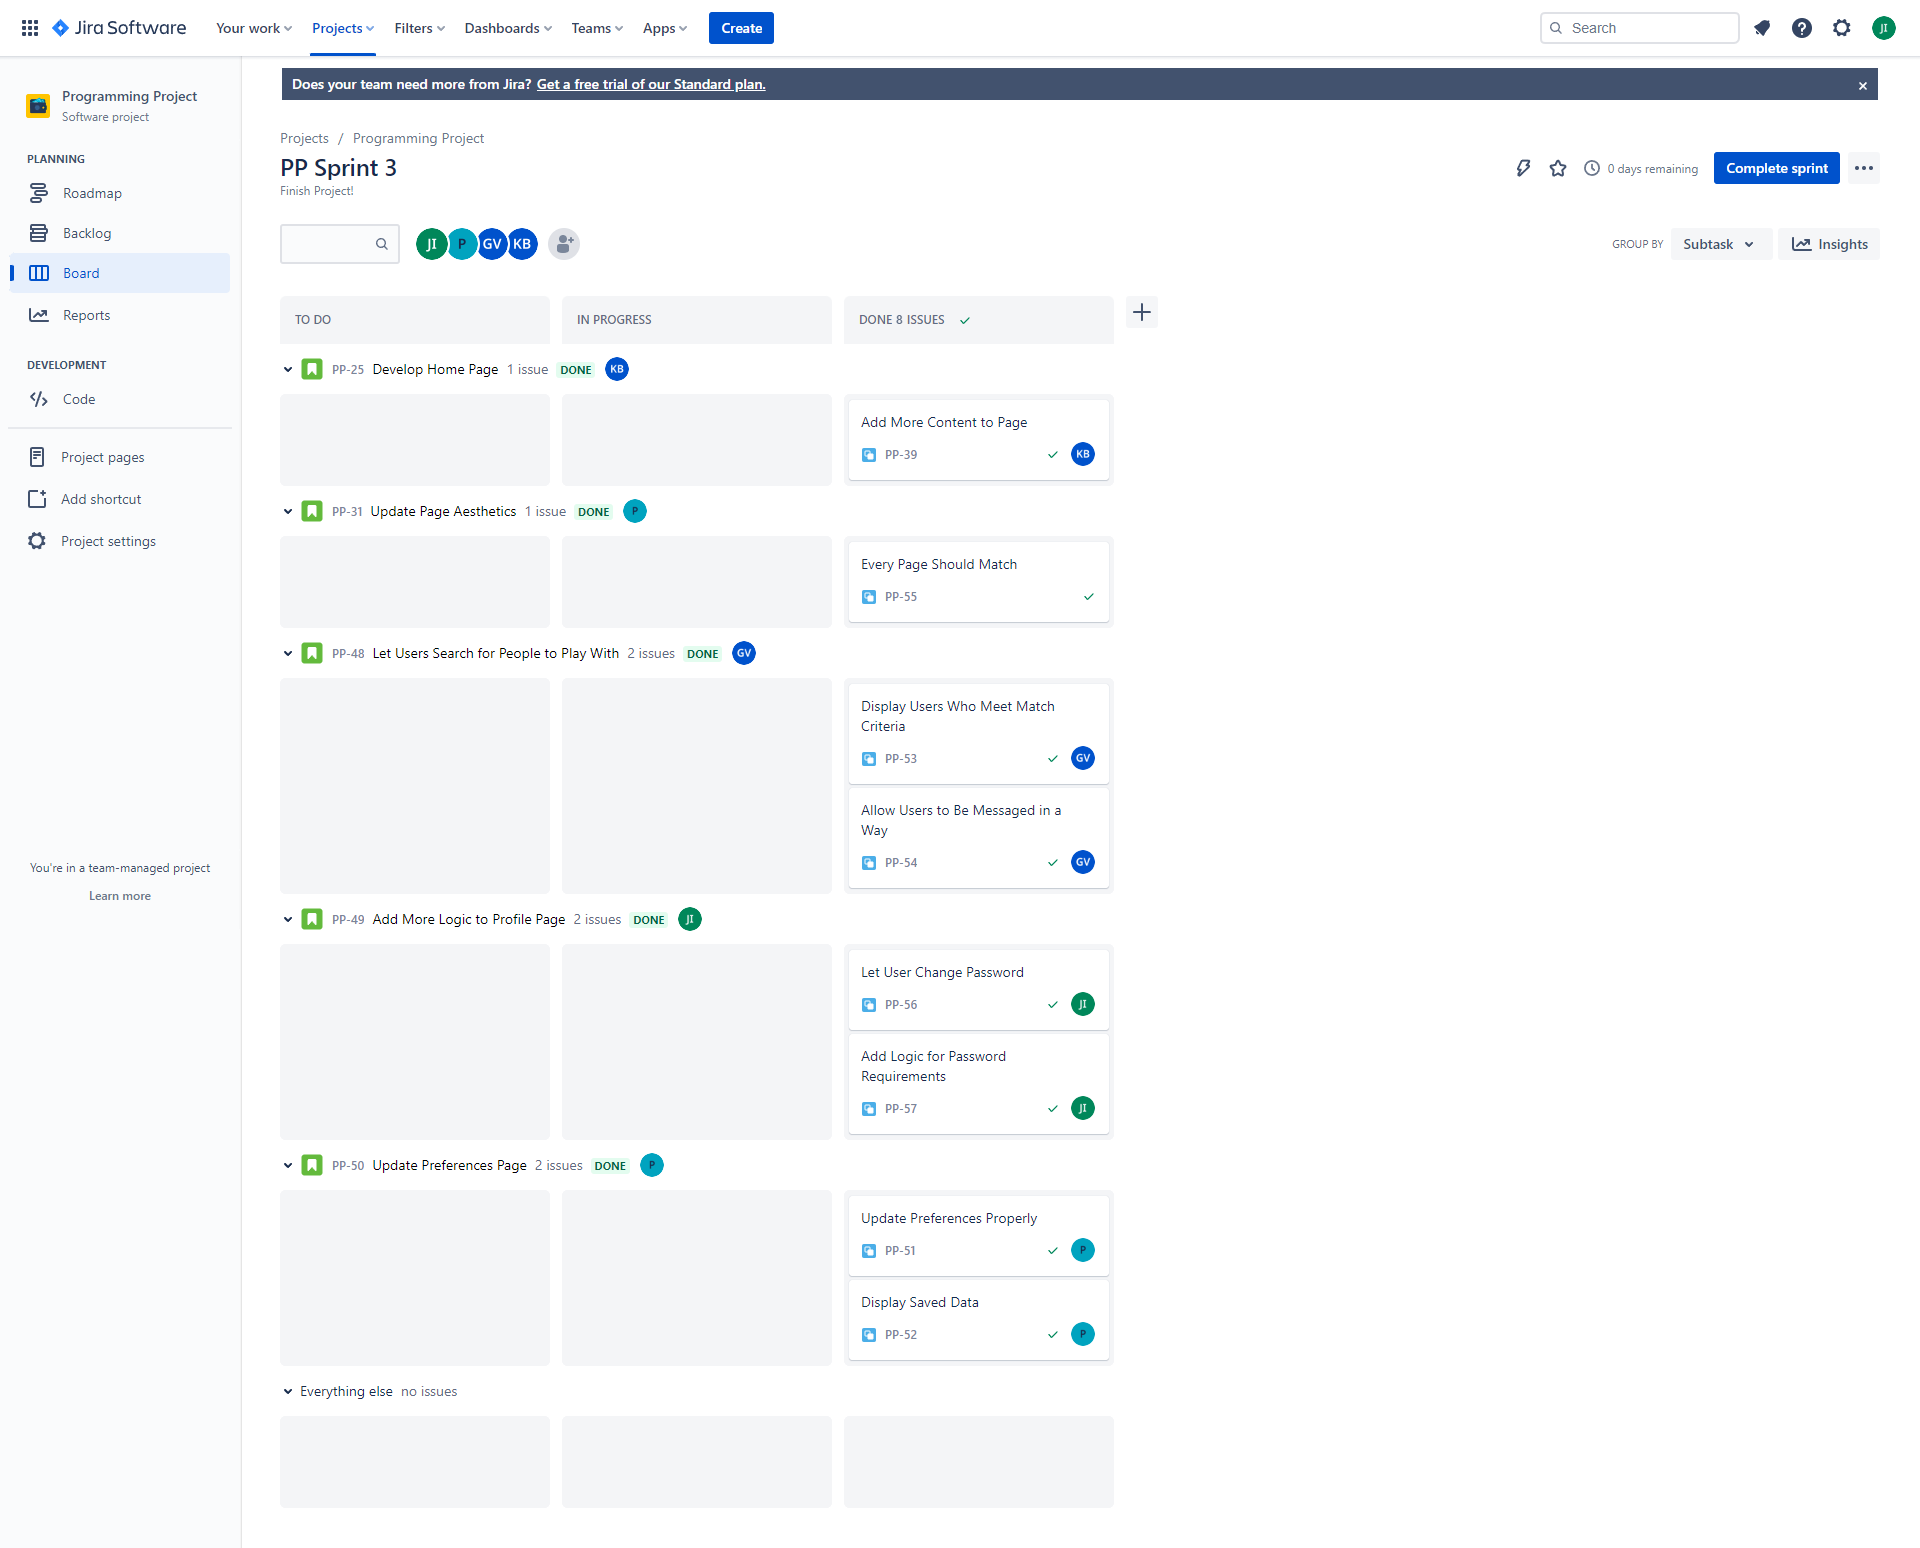 Jira Software
Your work
Projects
Filters
Dashboards
Teams
Apps
Create
Search
JI
Programming Project
Software project
PLANNING
Roadmap
Backlog
Board
Reports
DEVELOPMENT
Code
Project pages
Add shortcut
Project settings
You're in a team-managed project
Learn more
Does your team need more from Jira? Get a free trial of our Standard plan.
Projects / Programming Project
PP Sprint 3
Finish Project!
0 days remaining
Complete sprint
JI P GV KB
GROUP BY Subtask
Insights
TO DO
IN PROGRESS
DONE 8 ISSUES
PP-25 Develop Home Page 1 issue DONE KB
Add More Content to Page
PP-39 KB
PP-31 Update Page Aesthetics 1 issue DONE P
Every Page Should Match
PP-55
PP-48 Let Users Search for People to Play With 2 issues DONE GV
Display Users Who Meet Match
Criteria
PP-53 GV
Allow Users to Be Messaged in a
Way
PP-54 GV
PP-49 Add More Logic to Profile Page 2 issues DONE JI
Let User Change Password
PP-56 JI
Add Logic for Password
Requirements
PP-57 JI
PP-50 Update Preferences Page 2 issues DONE P
Update Preferences Properly
PP-51 P
Display Saved Data
PP-52 P
Everything else no issues